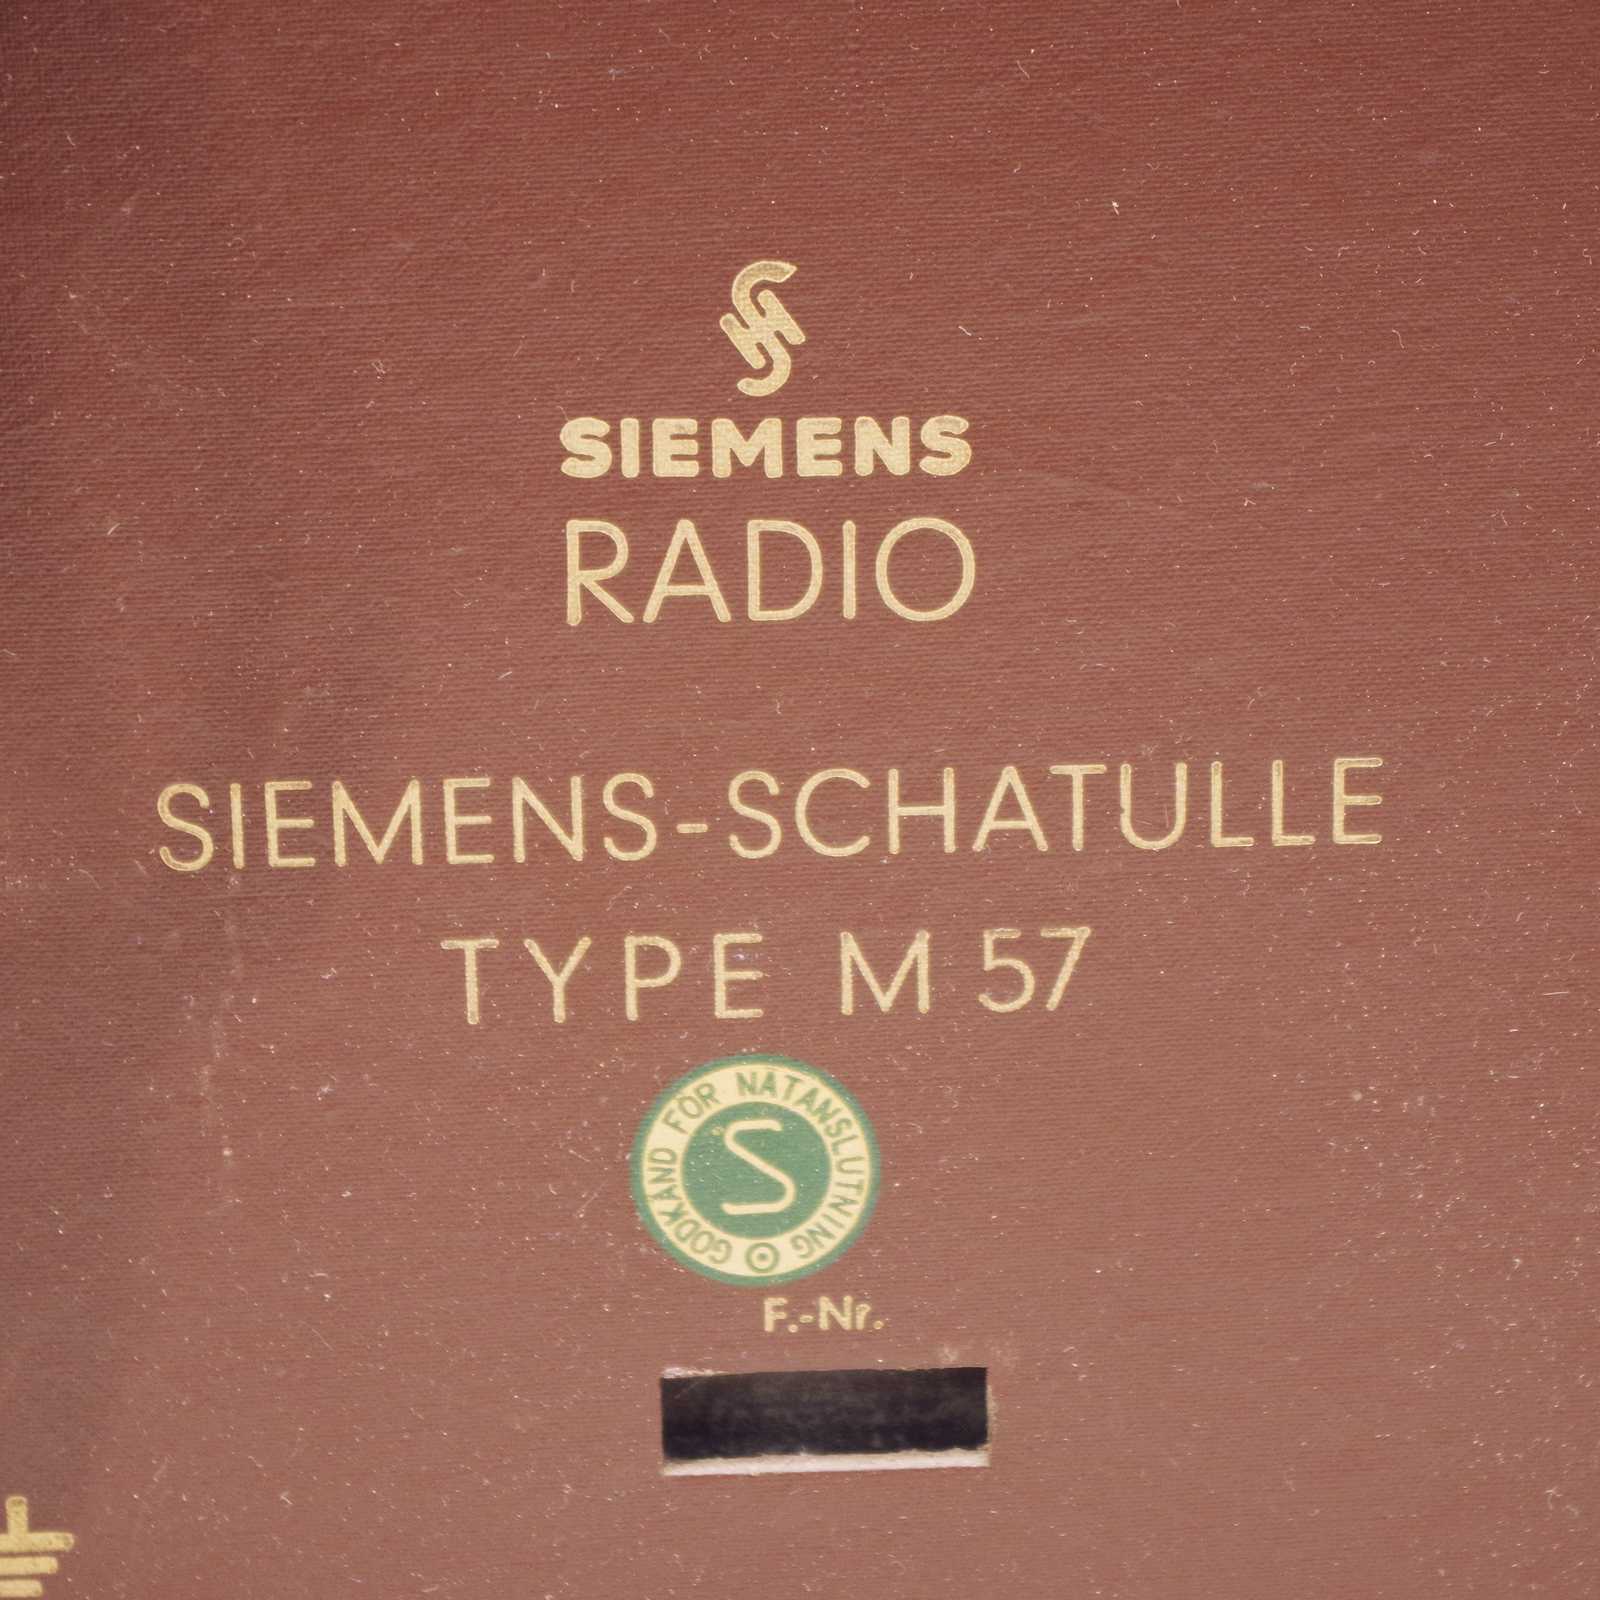 SIEMENS
RADIO
SIEMENS-SCHATULLE
TYPE M 57
GODKÄND FÖR NÄTANSLUTNING
S
F.-Nr.